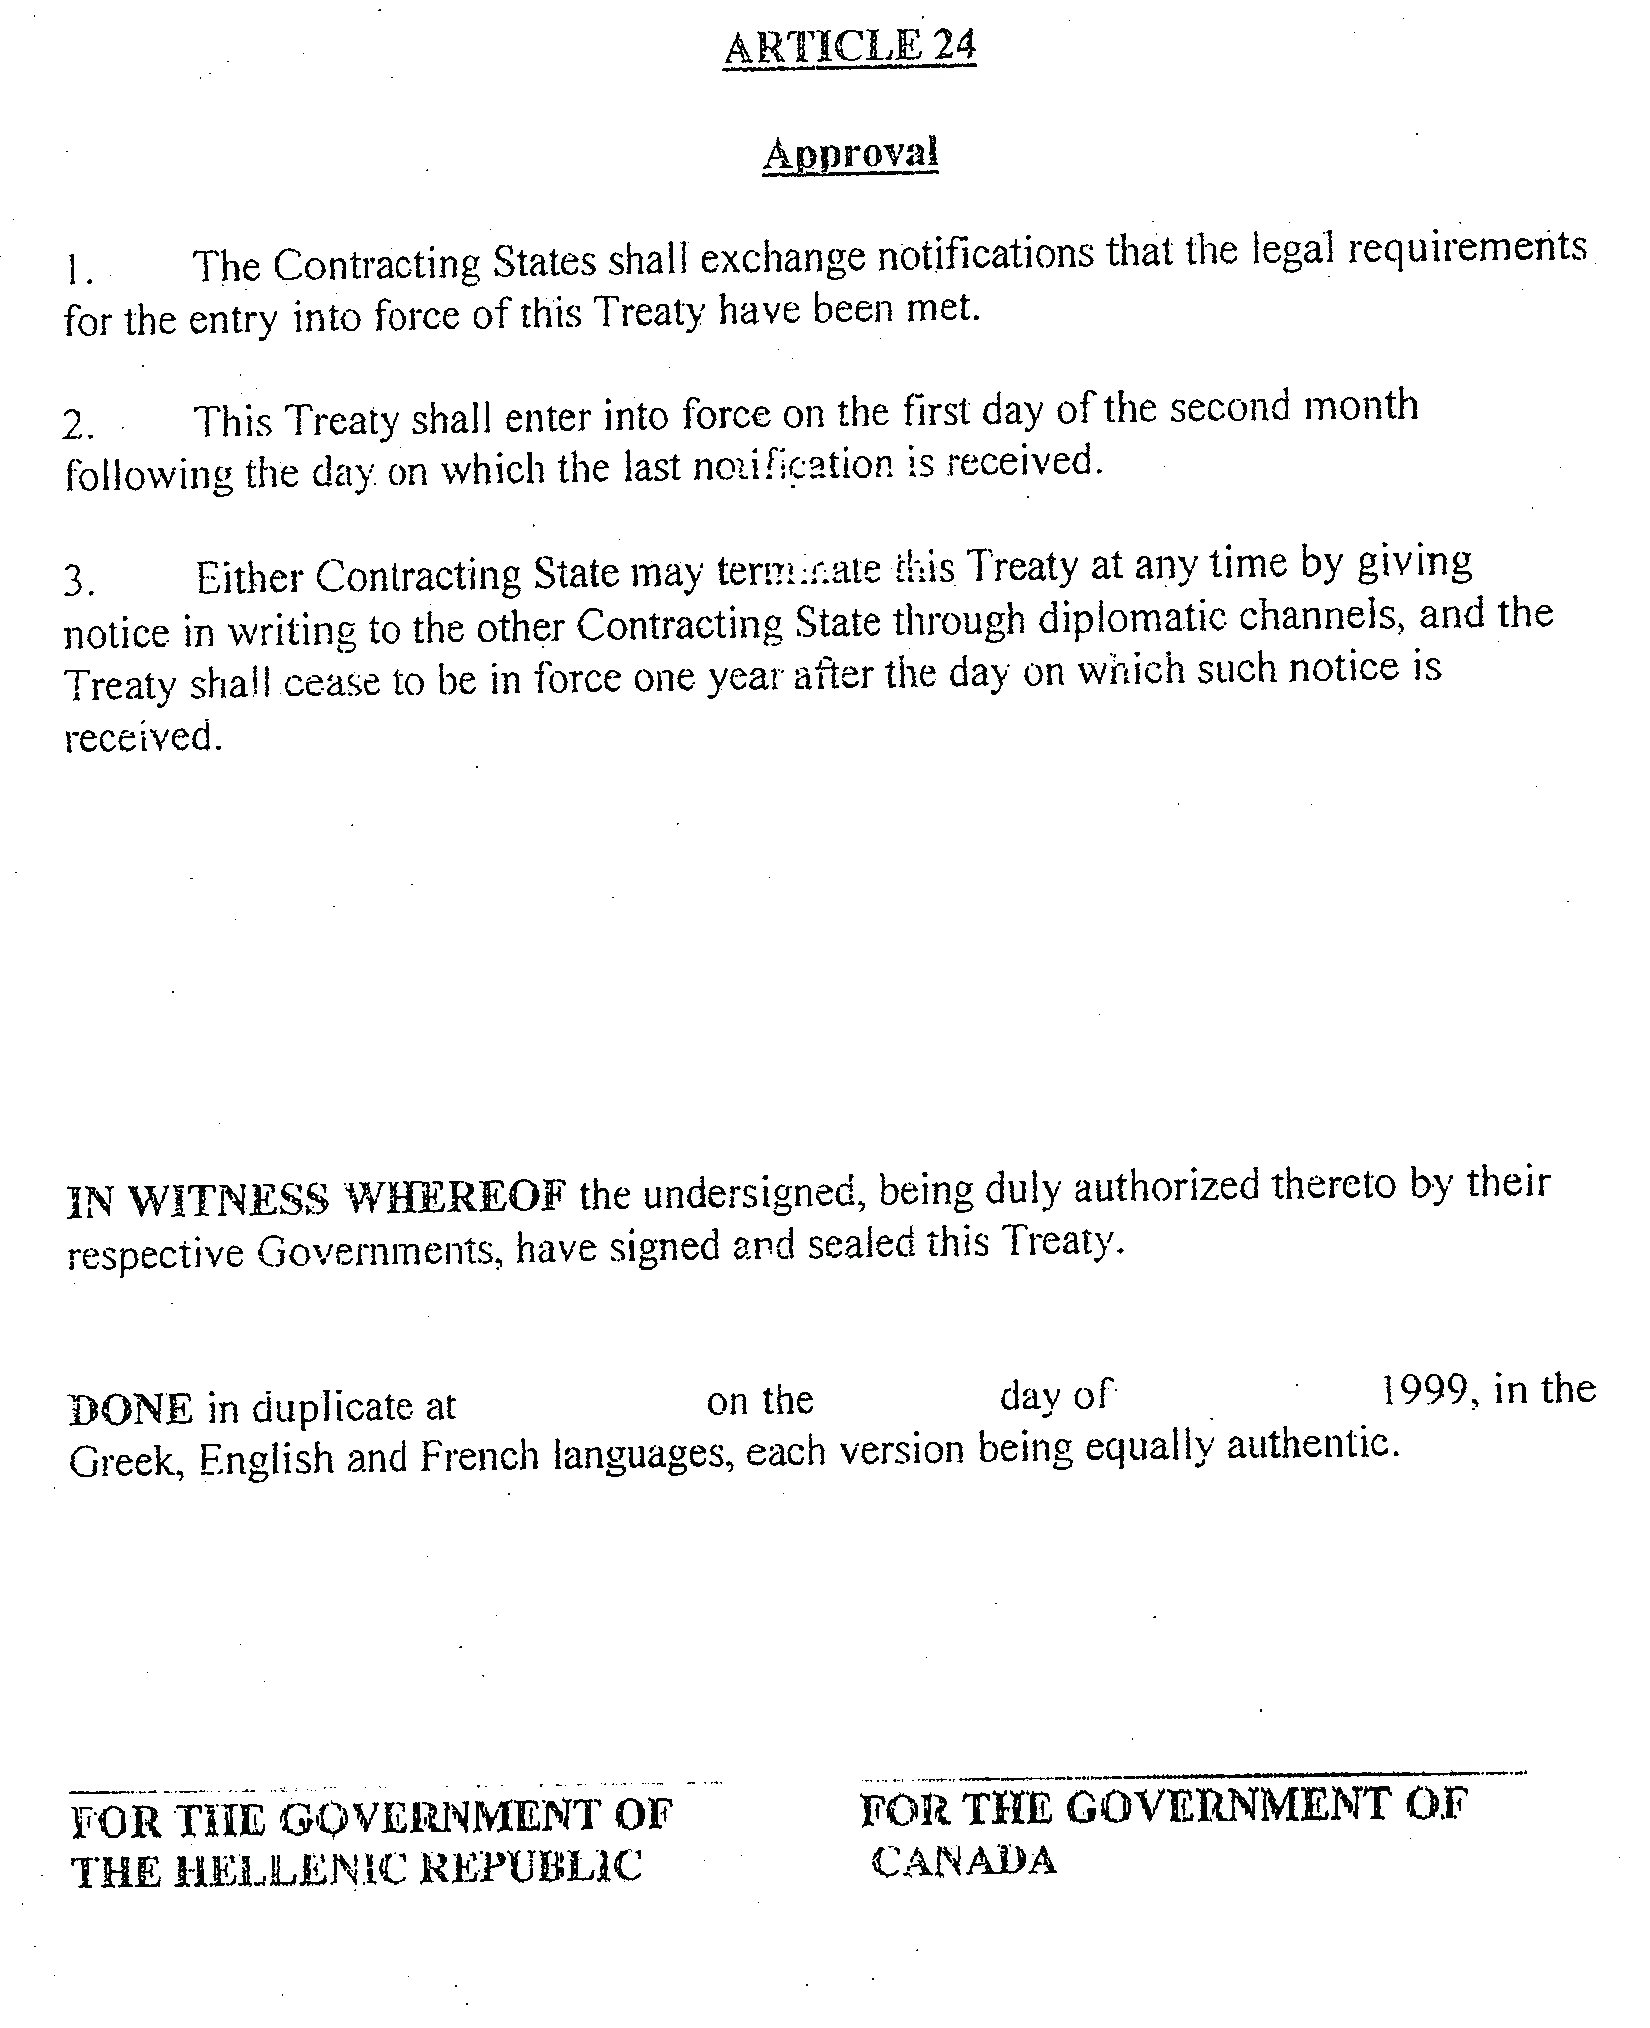 ARTICLE 24
Approval
1. The Contracting States shall exchange notifications that the legal requirements
for the entry into force of this Treaty have been met.
2. This Treaty shall enter into force on the first day of the second month
following the day on which the last notification is received.
3. Either Contracting State may terminate this Treaty at any time by giving
notice in writing to the other Contracting State through diplomatic channels, and the
Treaty shall cease to be in force one year after the day on which such notice is
received.
IN WITNESS WHEREOF the undersigned, being duly authorized thereto by their
respective Governments, have signed and sealed this Treaty.
DONE in duplicate at on the day of 1999, in the
Greek, English and French languages, each version being equally authentic.
FOR THE GOVERNMENT OF
THE HELLENIC REPUBLIC
FOR THE GOVERNMENT OF
CANADA